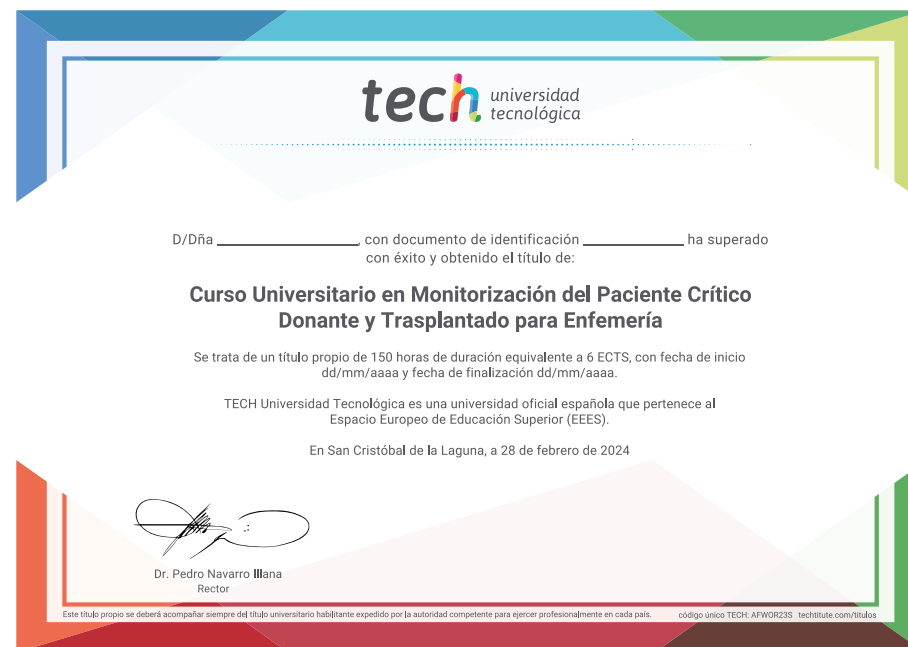 tech universidad
tecnológica
D/Dña ____________________, con documento de identificación ______________ ha superado
con éxito y obtenido el título de:
Curso Universitario en Monitorización del Paciente Crítico
Donante y Trasplantado para Enfemería
Se trata de un título propio de 150 horas de duración equivalente a 6 ECTS, con fecha de inicio
dd/mm/aaaa y fecha de finalización dd/mm/aaaa.
TECH Universidad Tecnológica es una universidad oficial española que pertenece al
Espacio Europeo de Educación Superior (EEES).
En San Cristóbal de la Laguna, a 28 de febrero de 2024
Dr. Pedro Navarro Illana
Rector
Este título propio se deberá acompañar siempre del título universitario habilitante expedido por la autoridad competente para ejercer profesionalmente en cada país. código único TECH: AFWOR23S techtitute.com/titulos